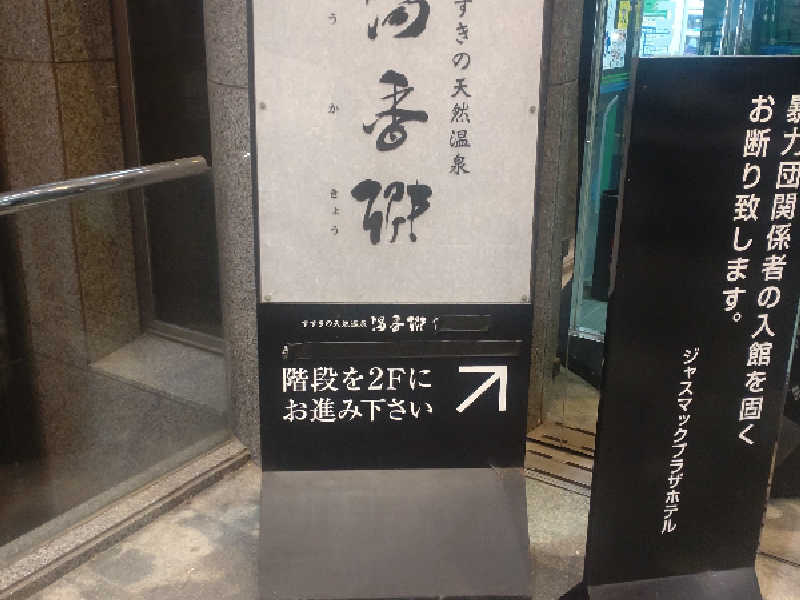 すきの天然温泉
香郷
うかきょう
すすきの天然温泉 湯香郷
階段を2Fに
お進み下さい
暴力団関係者の入館を固く
お断り致します。
ジャスマックプラザホテル